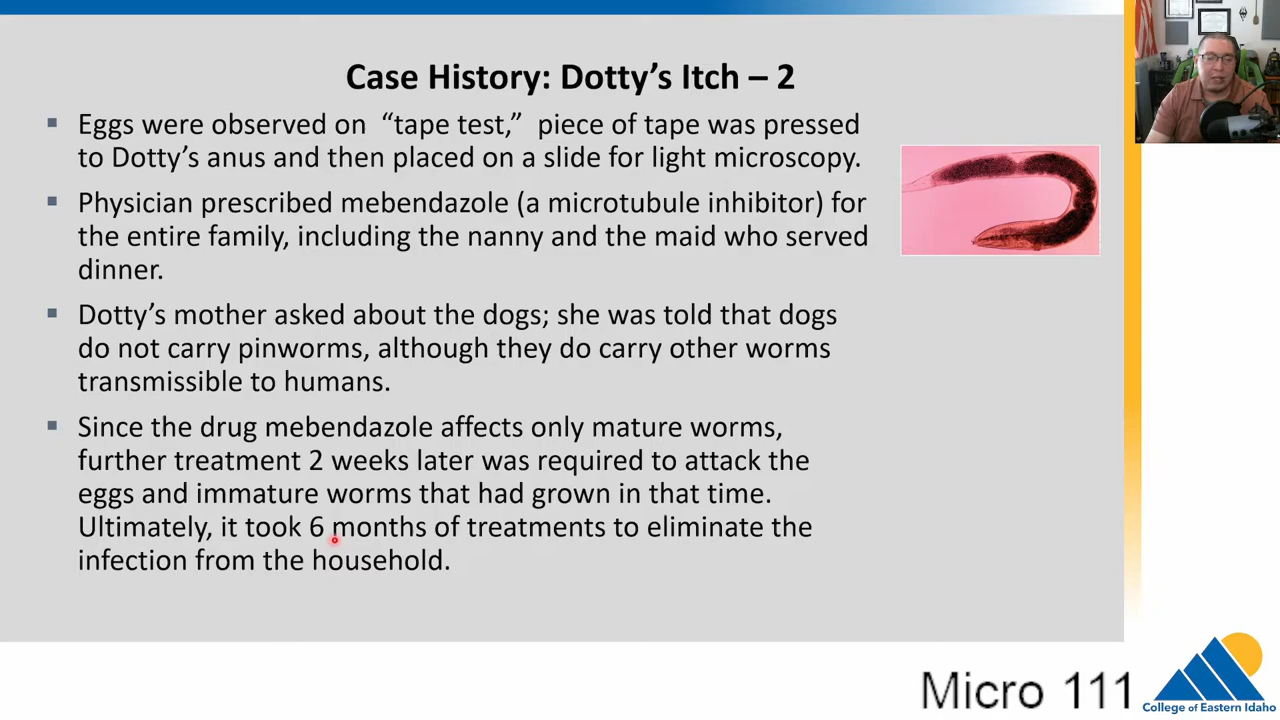 Case History: Dotty’s Itch – 2
▪ Eggs were observed on “tape test,” piece of tape was pressed
to Dotty’s anus and then placed on a slide for light microscopy.
▪ Physician prescribed mebendazole (a microtubule inhibitor) for
the entire family, including the nanny and the maid who served
dinner.
▪ Dotty’s mother asked about the dogs; she was told that dogs
do not carry pinworms, although they do carry other worms
transmissible to humans.
▪ Since the drug mebendazole affects only mature worms,
further treatment 2 weeks later was required to attack the
eggs and immature worms that had grown in that time.
Ultimately, it took 6 months of treatments to eliminate the
infection from the household.
Micro 111
College of Eastern Idaho